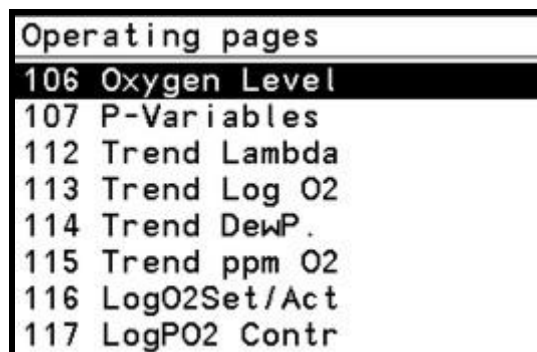 Operating pages
106 Oxygen Level
107 P-Variables
112 Trend Lambda
113 Trend Log O2
114 Trend DewP.
115 Trend ppm O2
116 LogO2Set/Act
117 LogPO2 Contr